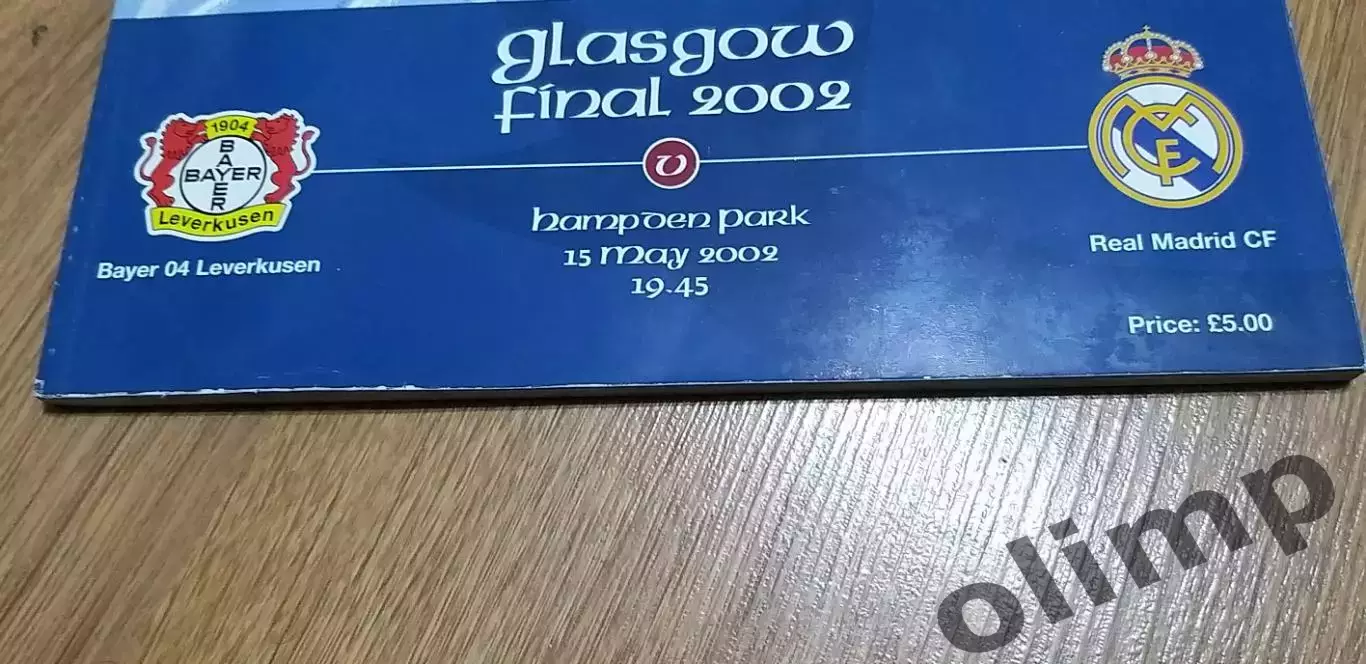 glasgow
final 2002
1904
BAYER
BAYER
Leverkusen
v
Bayer 04 Leverkusen
Hampden Park
15 May 2002
19.45
Real Madrid CF
Price: £5.00
olimp